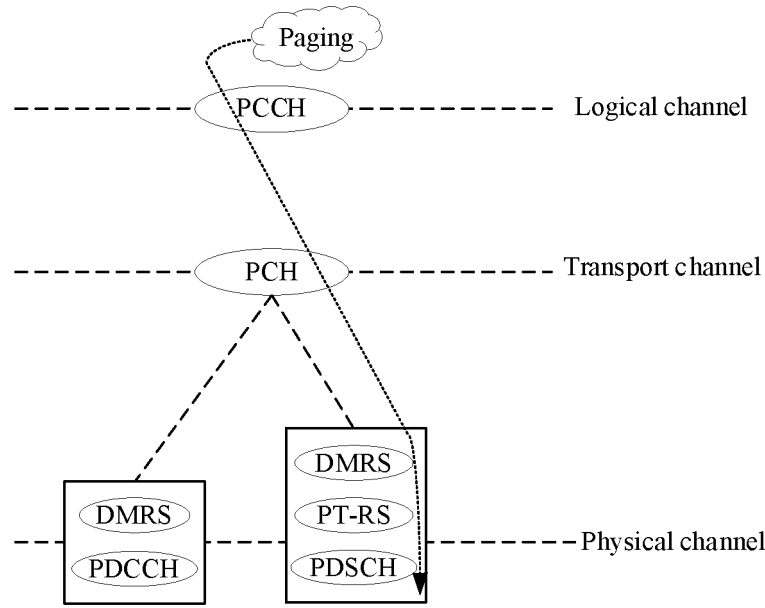 Paging
PCCH
Logical channel
PCH
Transport channel
DMRS
DMRS
PT-RS
PDCCH
PDSCH
Physical channel